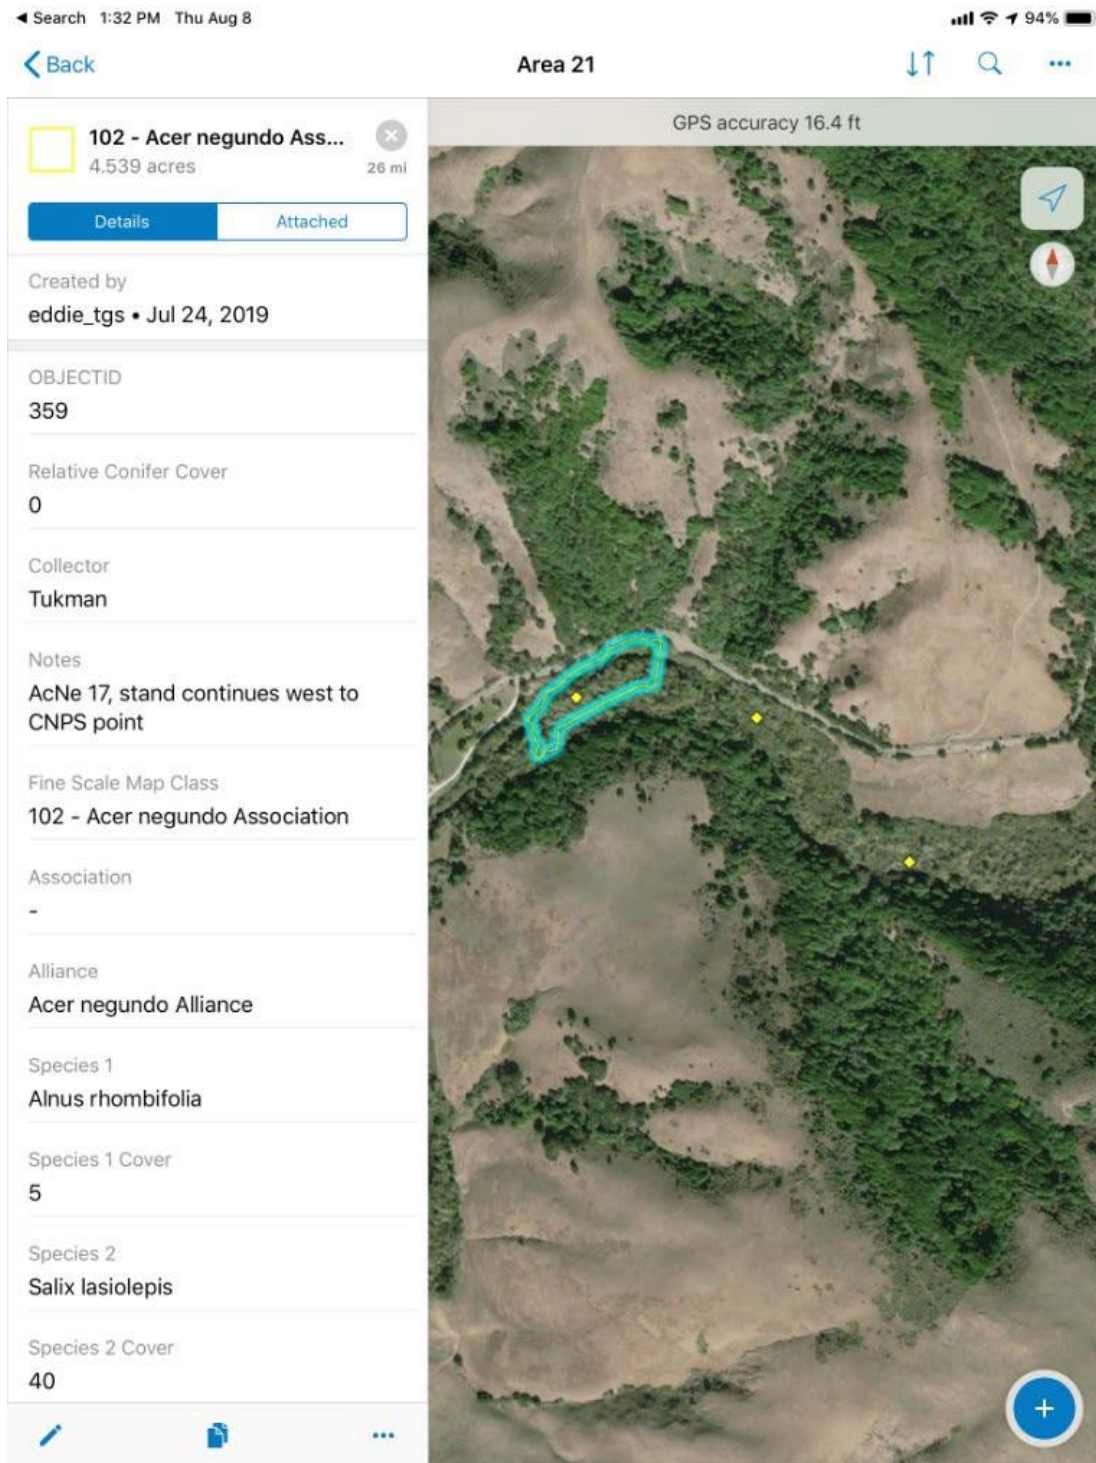 Search 1:32 PM Thu Aug 8 94%
Back Area 21
102 - Acer negundo Ass...
4.539 acres 26 mi
GPS accuracy 16.4 ft
Details Attached
Created by
eddie_tgs • Jul 24, 2019
OBJECTID
359
Relative Conifer Cover
0
Collector
Tukman
Notes
AcNe 17, stand continues west to
CNPS point
Fine Scale Map Class
102 - Acer negundo Association
Association
-
Alliance
Acer negundo Alliance
Species 1
Alnus rhombifolia
Species 1 Cover
5
Species 2
Salix lasiolepis
Species 2 Cover
40